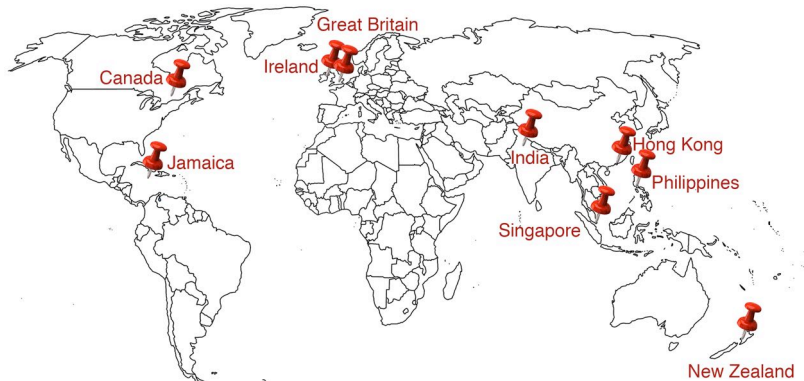 Great Britain
Ireland
Canada
Jamaica
India
Hong Kong
Philippines
Singapore
New Zealand